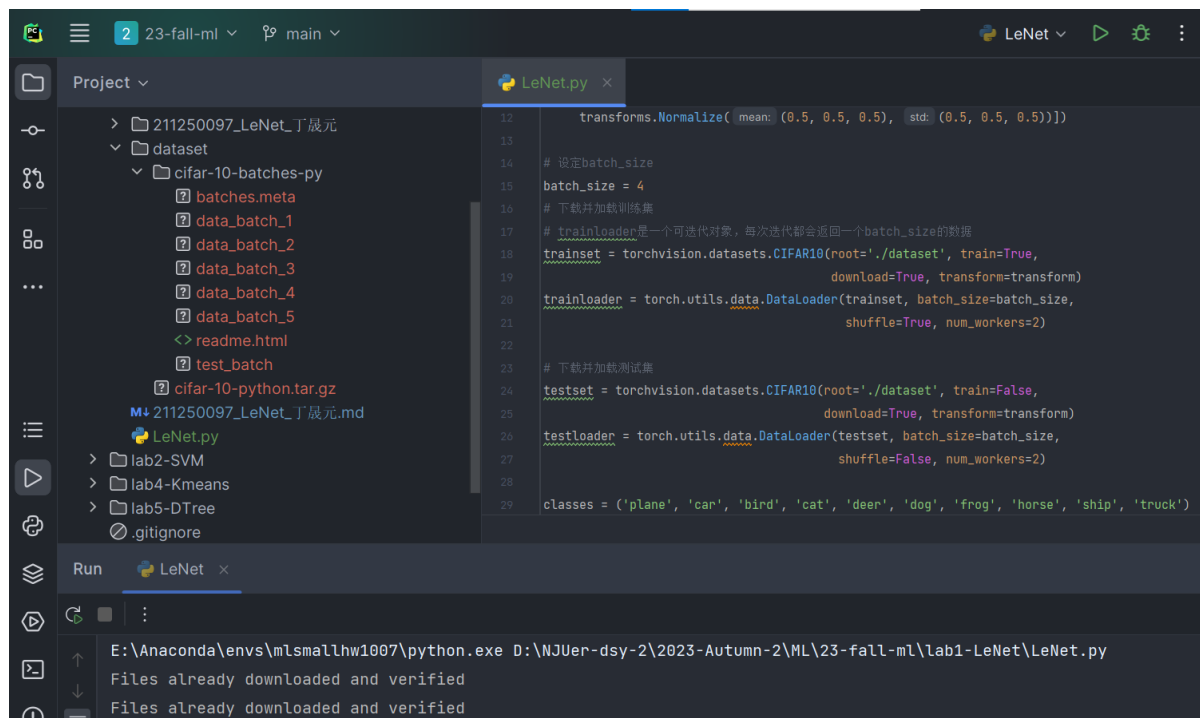 PC
2 23-fall-ml main LeNet
Project
LeNet.py
211250097_LeNet_丁晟元
dataset
cifar-10-batches-py
batches.meta
data_batch_1
data_batch_2
data_batch_3
data_batch_4
data_batch_5
readme.html
test_batch
cifar-10-python.tar.gz
M↓ 211250097_LeNet_丁晟元.md
LeNet.py
lab2-SVM
lab4-Kmeans
lab5-DTree
.gitignore
12 transforms.Normalize( mean: (0.5, 0.5, 0.5), std: (0.5, 0.5, 0.5))])
13
14 # 设定batch_size
15 batch_size = 4
16 # 下载并加载训练集
17 # trainloader是一个可迭代对象，每次迭代都会返回一个batch_size的数据
18 trainset = torchvision.datasets.CIFAR10(root='./dataset', train=True,
19 download=True, transform=transform)
20 trainloader = torch.utils.data.DataLoader(trainset, batch_size=batch_size,
21 shuffle=True, num_workers=2)
22
23 # 下载并加载测试集
24 testset = torchvision.datasets.CIFAR10(root='./dataset', train=False,
25 download=True, transform=transform)
26 testloader = torch.utils.data.DataLoader(testset, batch_size=batch_size,
27 shuffle=False, num_workers=2)
28
29 classes = ('plane', 'car', 'bird', 'cat', 'deer', 'dog', 'frog', 'horse', 'ship', 'truck')
Run LeNet
E:\Anaconda\envs\mlsmallhw1007\python.exe D:\NJUer-dsy-2\2023-Autumn-2\ML\23-fall-ml\lab1-LeNet\LeNet.py
Files already downloaded and verified
Files already downloaded and verified